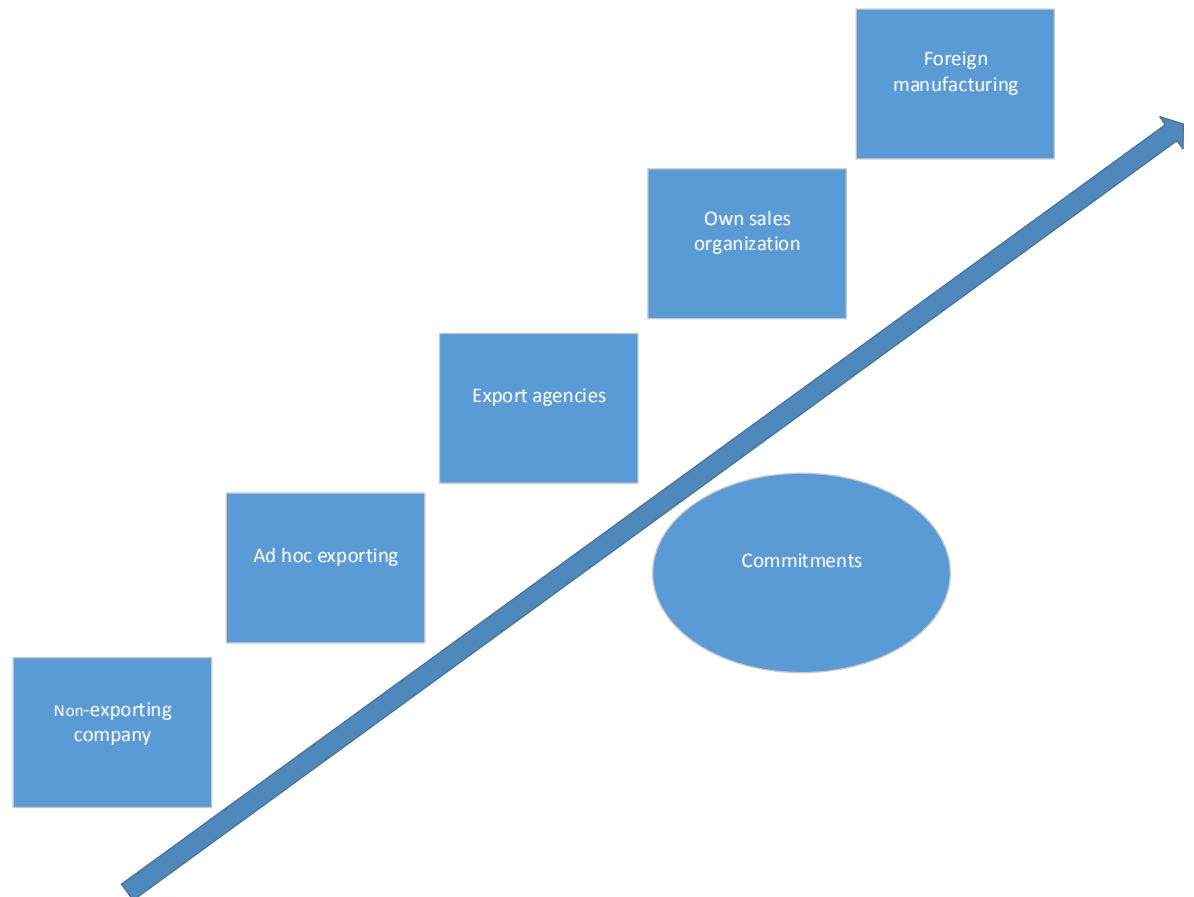 Foreign
manufacturing
Own sales
organization
Export agencies
Ad hoc exporting
Commitments
Non-exporting
company